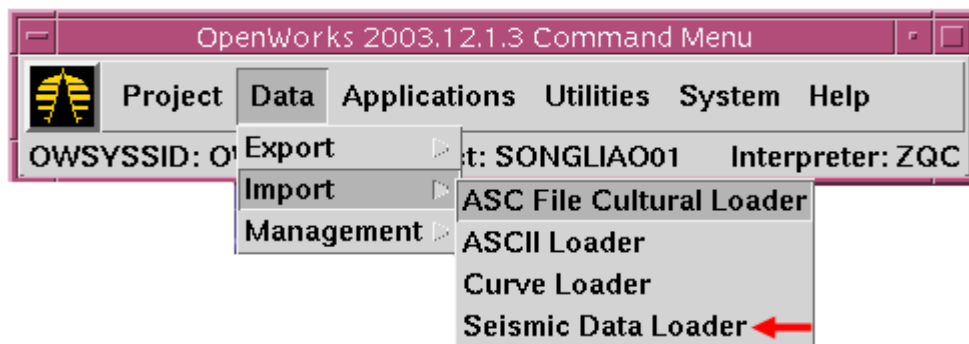 OpenWorks 2003.12.1.3 Command Menu
Project Data Applications Utilities System Help
OWSYSSID: Interpreter: ZQC
SONGLIAO01
Export
Import
Management
ASC File Cultural Loader
ASCII Loader
Curve Loader
Seismic Data Loader